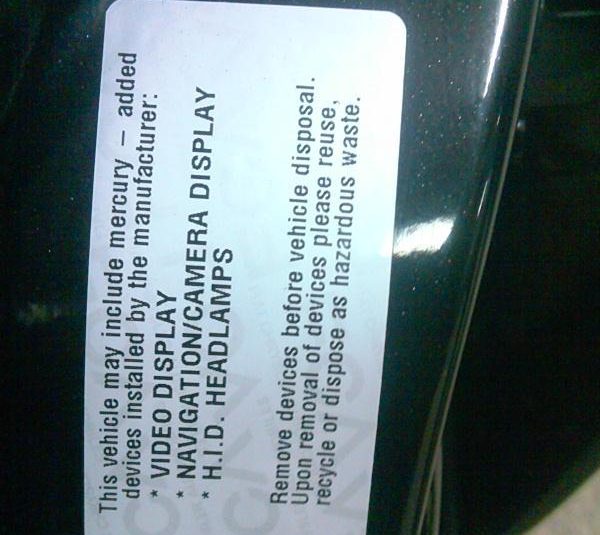 This vehicle may include mercury – added
devices installed by the manufacturer:
* VIDEO DISPLAY
* NAVIGATION/CAMERA DISPLAY
* H.I.D. HEADLAMPS
Remove devices before vehicle disposal.
Upon removal of devices please reuse,
recycle or dispose as hazardous waste.